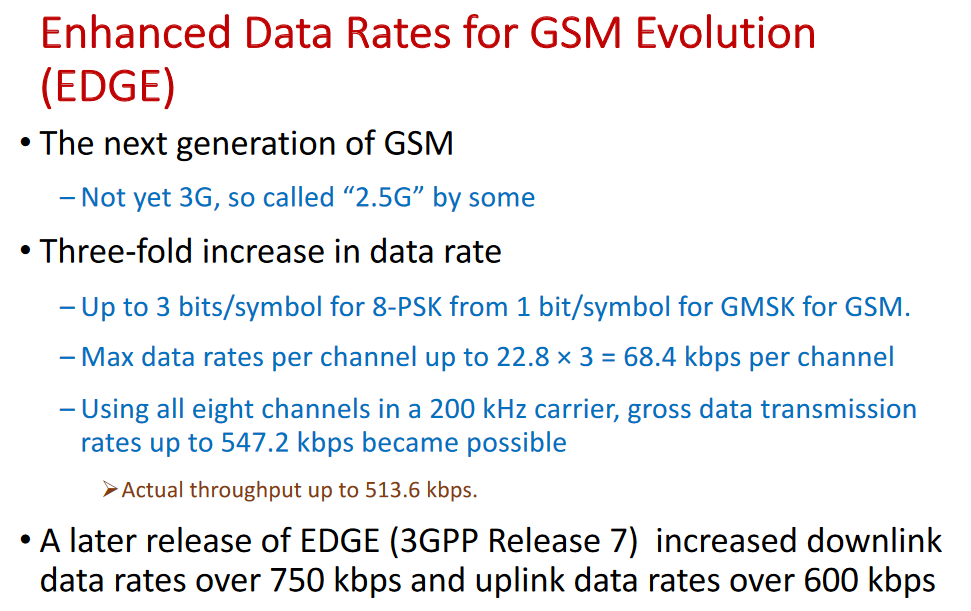 Enhanced Data Rates for GSM Evolution
(EDGE)
• The next generation of GSM
– Not yet 3G, so called “2.5G” by some
• Three-fold increase in data rate
– Up to 3 bits/symbol for 8-PSK from 1 bit/symbol for GMSK for GSM.
– Max data rates per channel up to 22.8 × 3 = 68.4 kbps per channel
– Using all eight channels in a 200 kHz carrier, gross data transmission
rates up to 547.2 kbps became possible
➢Actual throughput up to 513.6 kbps.
• A later release of EDGE (3GPP Release 7) increased downlink
data rates over 750 kbps and uplink data rates over 600 kbps